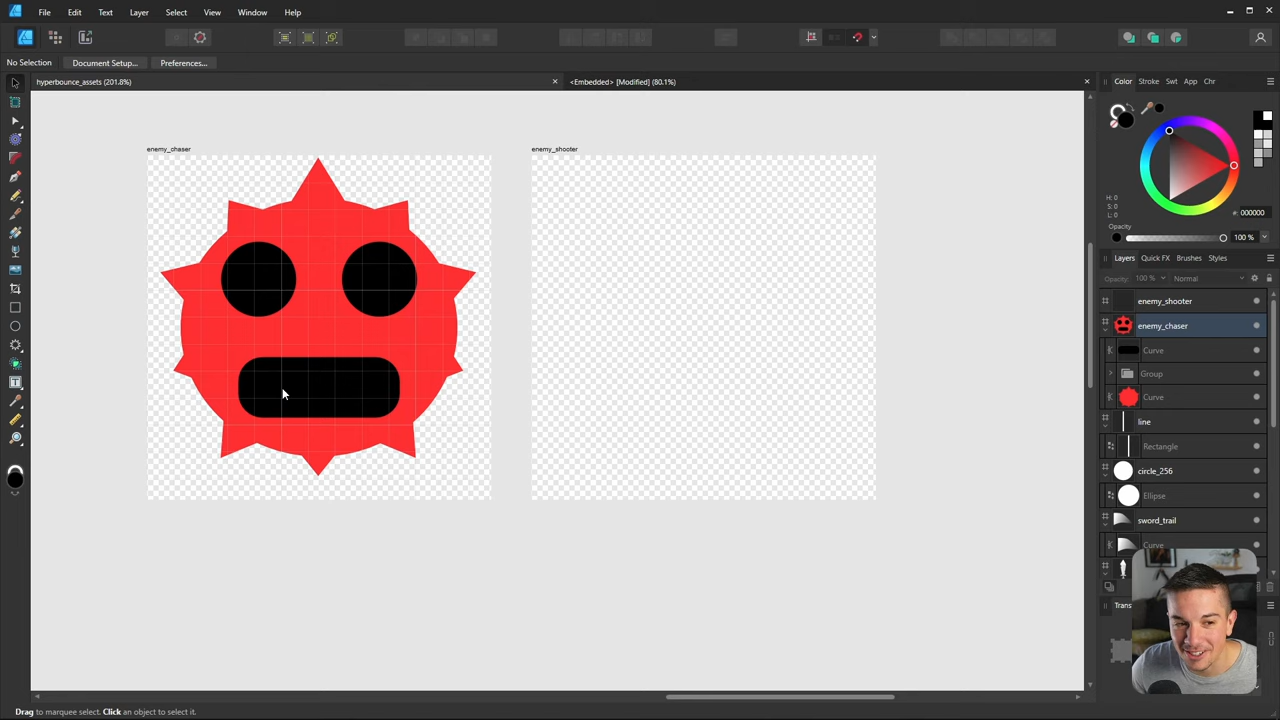 File Edit Text Layer Select View Window Help
No Selection Document Setup... Preferences...
hyperbounce_assets (201.8%)
<Embedded> [Modified] (80.1%)
Color Stroke Swt App Chr
enemy_chaser
enemy_shooter
H: 0
S: 0
L: 0
#: 000000
Opacity
100 %
Layers Quick FX Brushes Styles
Opacity: 100 % Normal
enemy_shooter
enemy_chaser
Curve
Group
Curve
line
Rectangle
circle_256
Ellipse
sword_trail
Curve
Trans
Drag to marquee select. Click an object to select it.